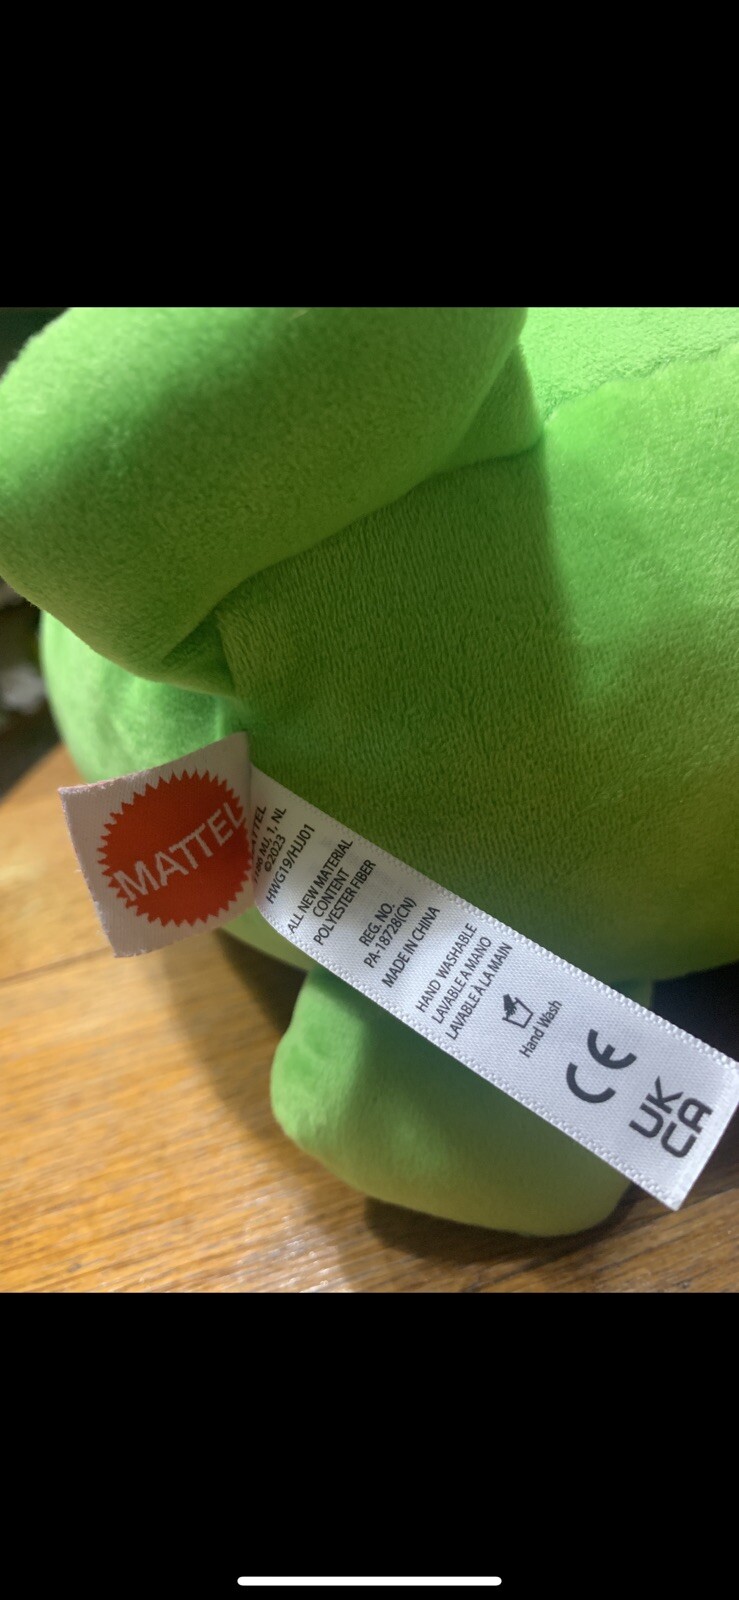 MATTEL
©2023
HWG19/HJJ01
ALL NEW MATERIAL
CONTENT
POLYESTER FIBER
REG. NO.
PA-18728(CN)
MADE IN CHINA
HAND WASHABLE
LAVABLE A MANO
LAVABLE À LA MAIN
Hand Wash
CE
UK
CA